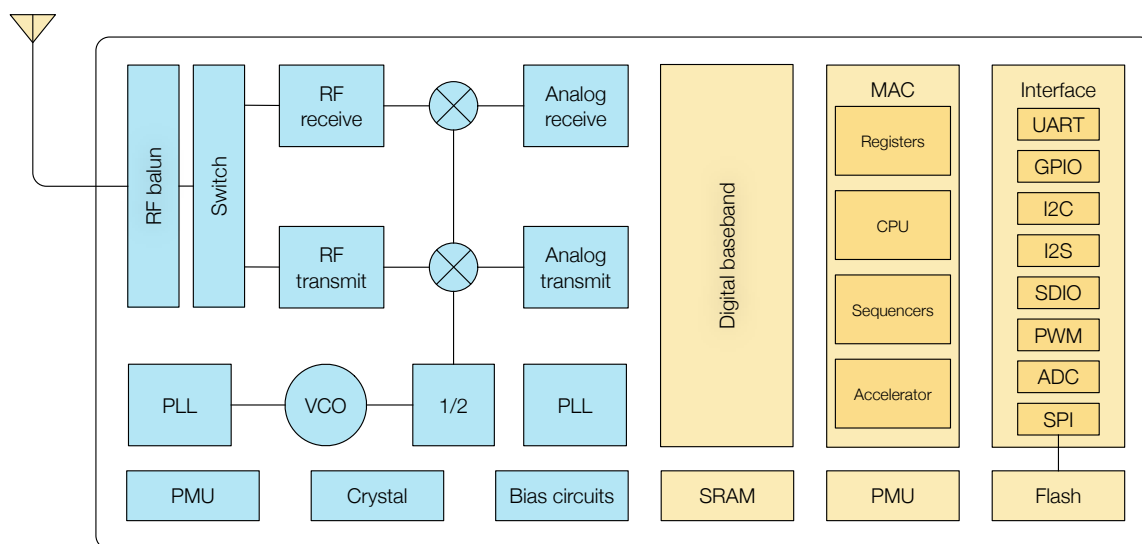 RF balun
Switch
RF
receive
Analog
receive
RF
transmit
Analog
transmit
PLL
VCO
1/2
PLL
PMU
Crystal
Bias circuits
Digital baseband
SRAM
MAC
Registers
CPU
Sequencers
Accelerator
PMU
Interface
UART
GPIO
I2C
I2S
SDIO
PWM
ADC
SPI
Flash